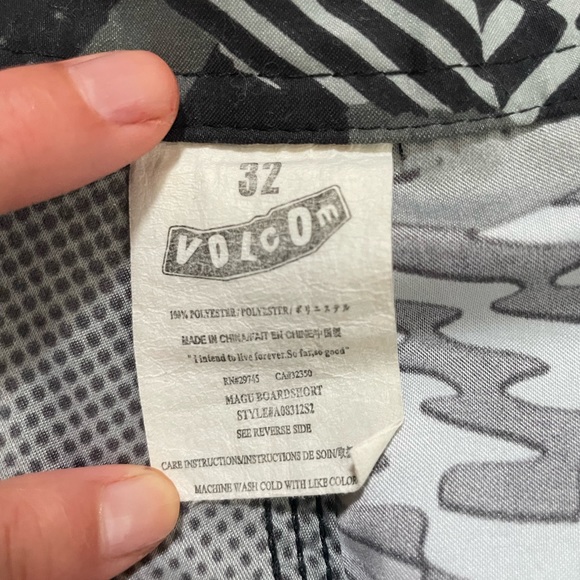 32
VOLCOM
100% POLYESTER/POLYESTER/ポリエステル
MADE IN CHINA/FAIT EN CHINE/中国製
"I intend to live forever. So far, so good"
RN#29745 CA#32350
MAGU BOARDSHORT
STYLE#A08312S2
SEE REVERSE SIDE
CARE INSTRUCTIONS/INSTRUCTIONS DE SOIN/
MACHINE WASH COLD WITH LIKE COLOR